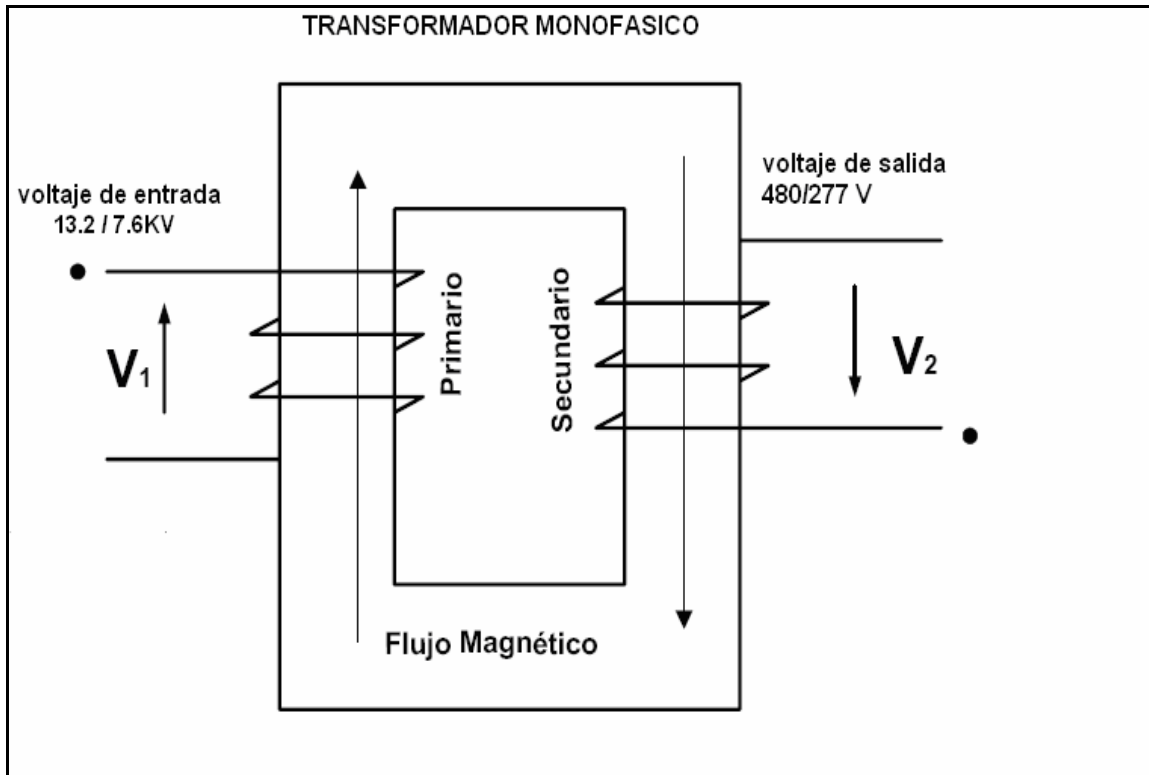 TRANSFORMADOR MONOFASICO
voltaje de entrada
13.2 / 7.6KV
voltaje de salida
480/277 V
V1
Primario
Secundario
V2
Flujo Magnético